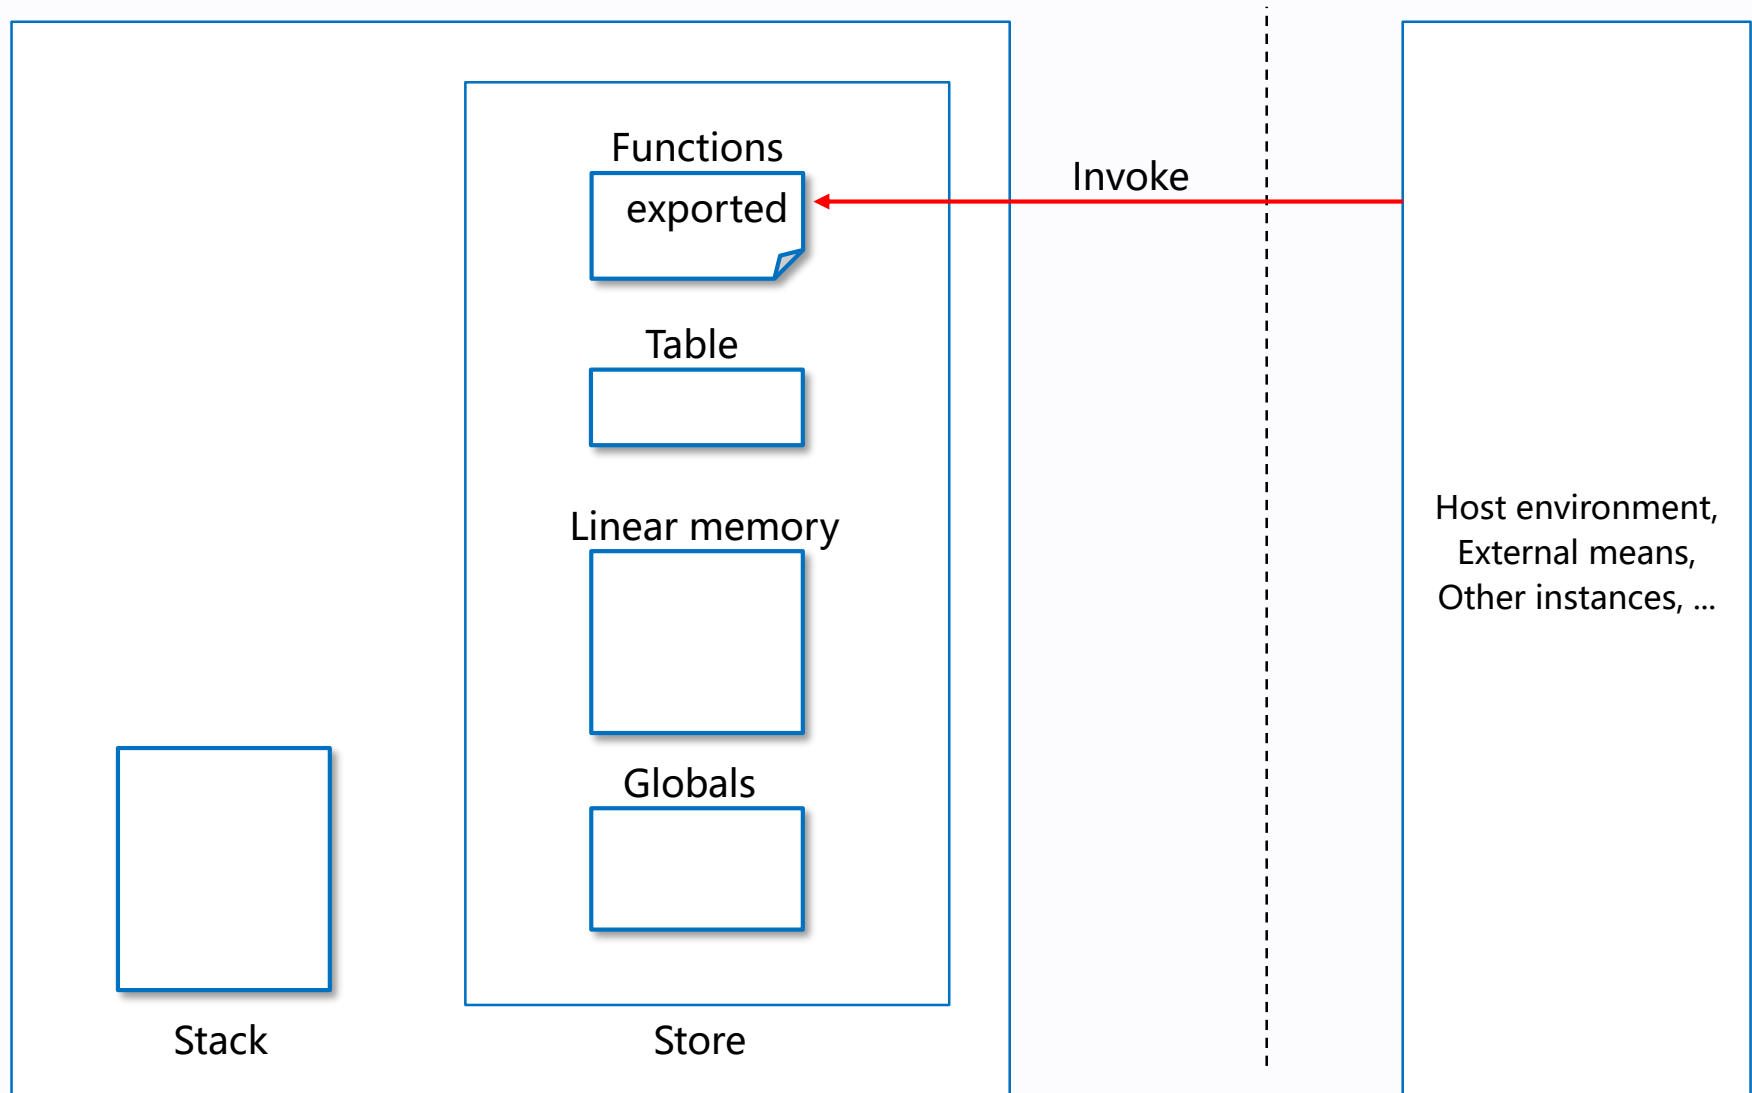 Functions
exported
Invoke
Table
Linear memory
Globals
Stack
Store
Host environment,
External means,
Other instances, ...